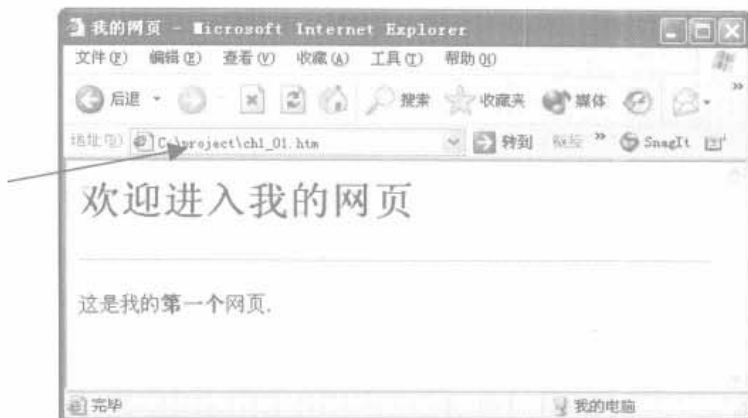 我的网页 - Microsoft Internet Explorer
文件(F) 编辑(E) 查看(V) 收藏(A) 工具(T) 帮助(H)
后退 搜索 收藏夹 媒体 »
地址(D) C:\project\ch1_01.htm 转到 » SnagIt
欢迎进入我的网页
这是我的第一个网页.
完毕 我的电脑